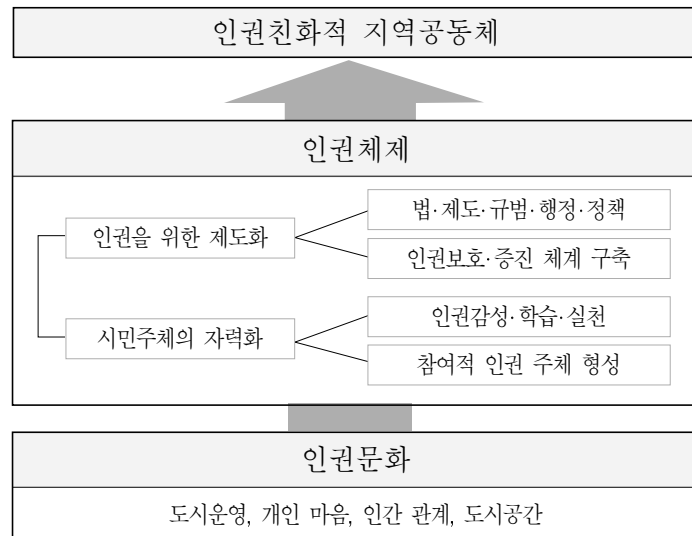 인권친화적 지역공동체
인권체제
인권을 위한 제도화
법·제도·규범·행정·정책
인권보호·증진 체계 구축
시민주체의 자력화
인권감성·학습·실천
참여적 인권 주체 형성
인권문화
도시운영, 개인 마음, 인간 관계, 도시공간